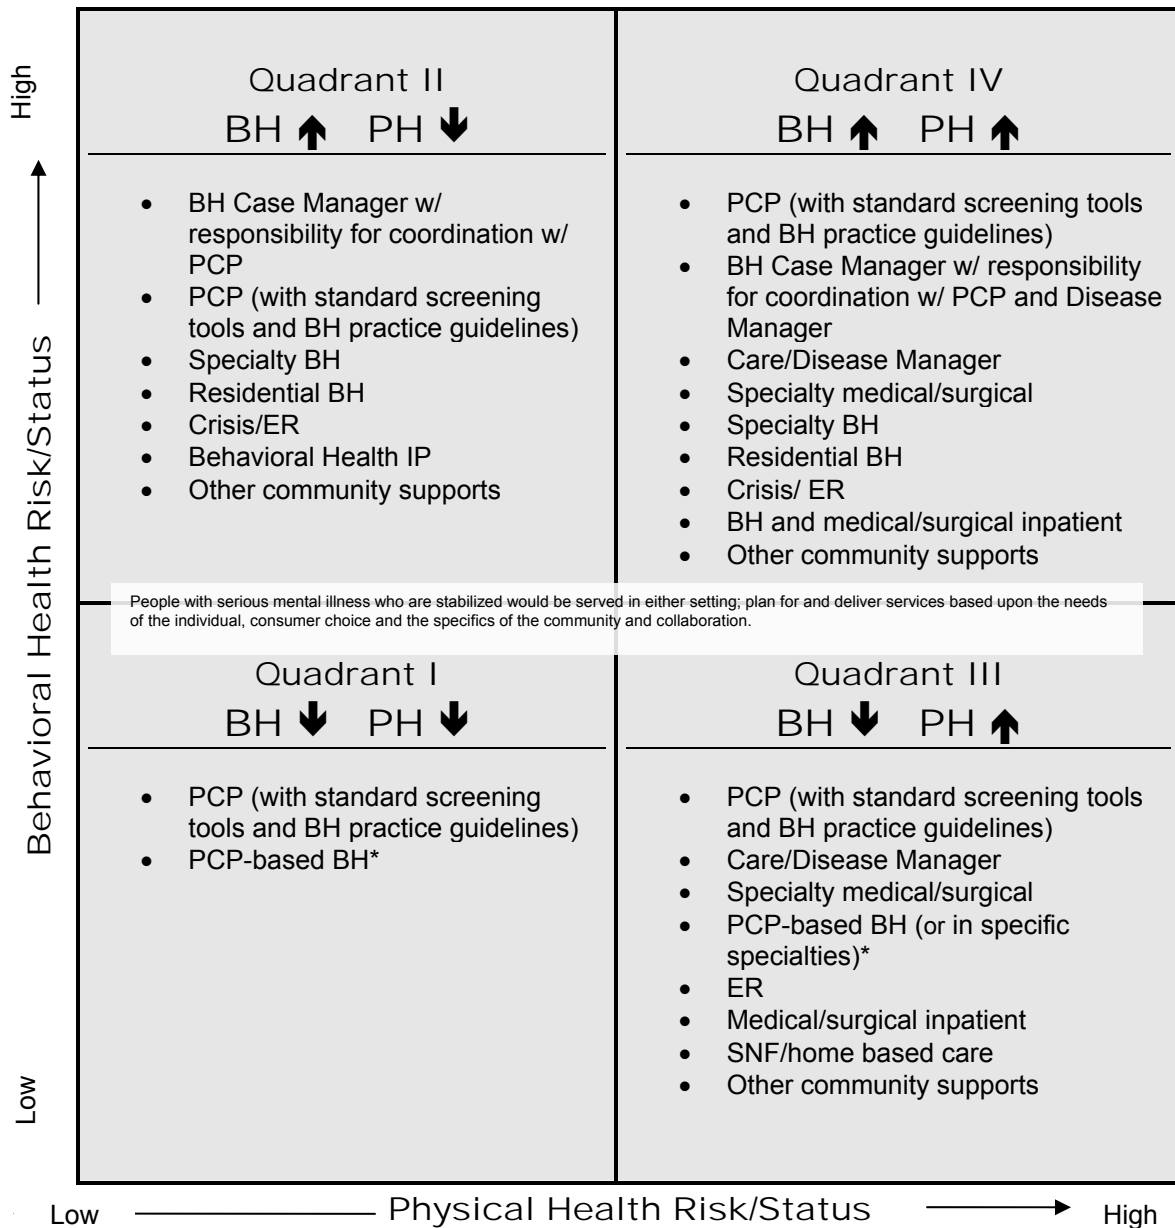 High
Behavioral Health Risk/Status
Low
Quadrant II
BH ↑ PH ↓
• BH Case Manager w/
responsibility for coordination w/
PCP
• PCP (with standard screening
tools and BH practice guidelines)
• Specialty BH
• Residential BH
• Crisis/ER
• Behavioral Health IP
• Other community supports
Quadrant IV
BH ↑ PH ↑
• PCP (with standard screening tools
and BH practice guidelines)
• BH Case Manager w/ responsibility
for coordination w/ PCP and Disease
Manager
• Care/Disease Manager
• Specialty medical/surgical
• Specialty BH
• Residential BH
• Crisis/ ER
• BH and medical/surgical inpatient
• Other community supports
People with serious mental illness who are stabilized would be served in either setting; plan for and deliver services based upon the needs
of the individual, consumer choice and the specifics of the community and collaboration.
Quadrant I
BH ↓ PH ↓
• PCP (with standard screening
tools and BH practice guidelines)
• PCP-based BH*
Quadrant III
BH ↓ PH ↑
• PCP (with standard screening tools
and BH practice guidelines)
• Care/Disease Manager
• Specialty medical/surgical
• PCP-based BH (or in specific
specialties)*
• ER
• Medical/surgical inpatient
• SNF/home based care
• Other community supports
Low Physical Health Risk/Status High